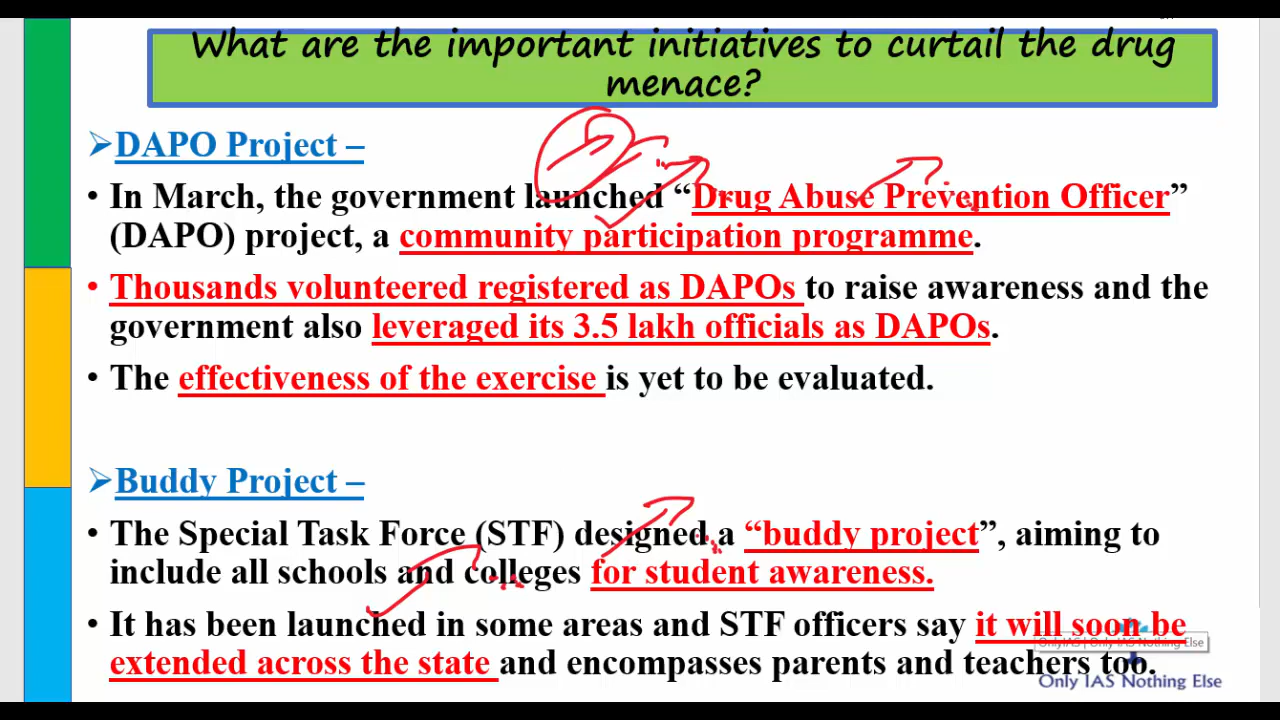 What are the important initiatives to curtail the drug
menace?
➢DAPO Project –
• In March, the government launched “Drug Abuse Prevention Officer”
(DAPO) project, a community participation programme.
• Thousands volunteered registered as DAPOs to raise awareness and the
government also leveraged its 3.5 lakh officials as DAPOs.
• The effectiveness of the exercise is yet to be evaluated.
➢Buddy Project –
• The Special Task Force (STF) designed a “buddy project”, aiming to
include all schools and colleges for student awareness.
• It has been launched in some areas and STF officers say it will soon be
OnlyIAS | Only IAS Nothing Else
extended across the state and encompasses parents and teachers too.
Only IAS Nothing Else